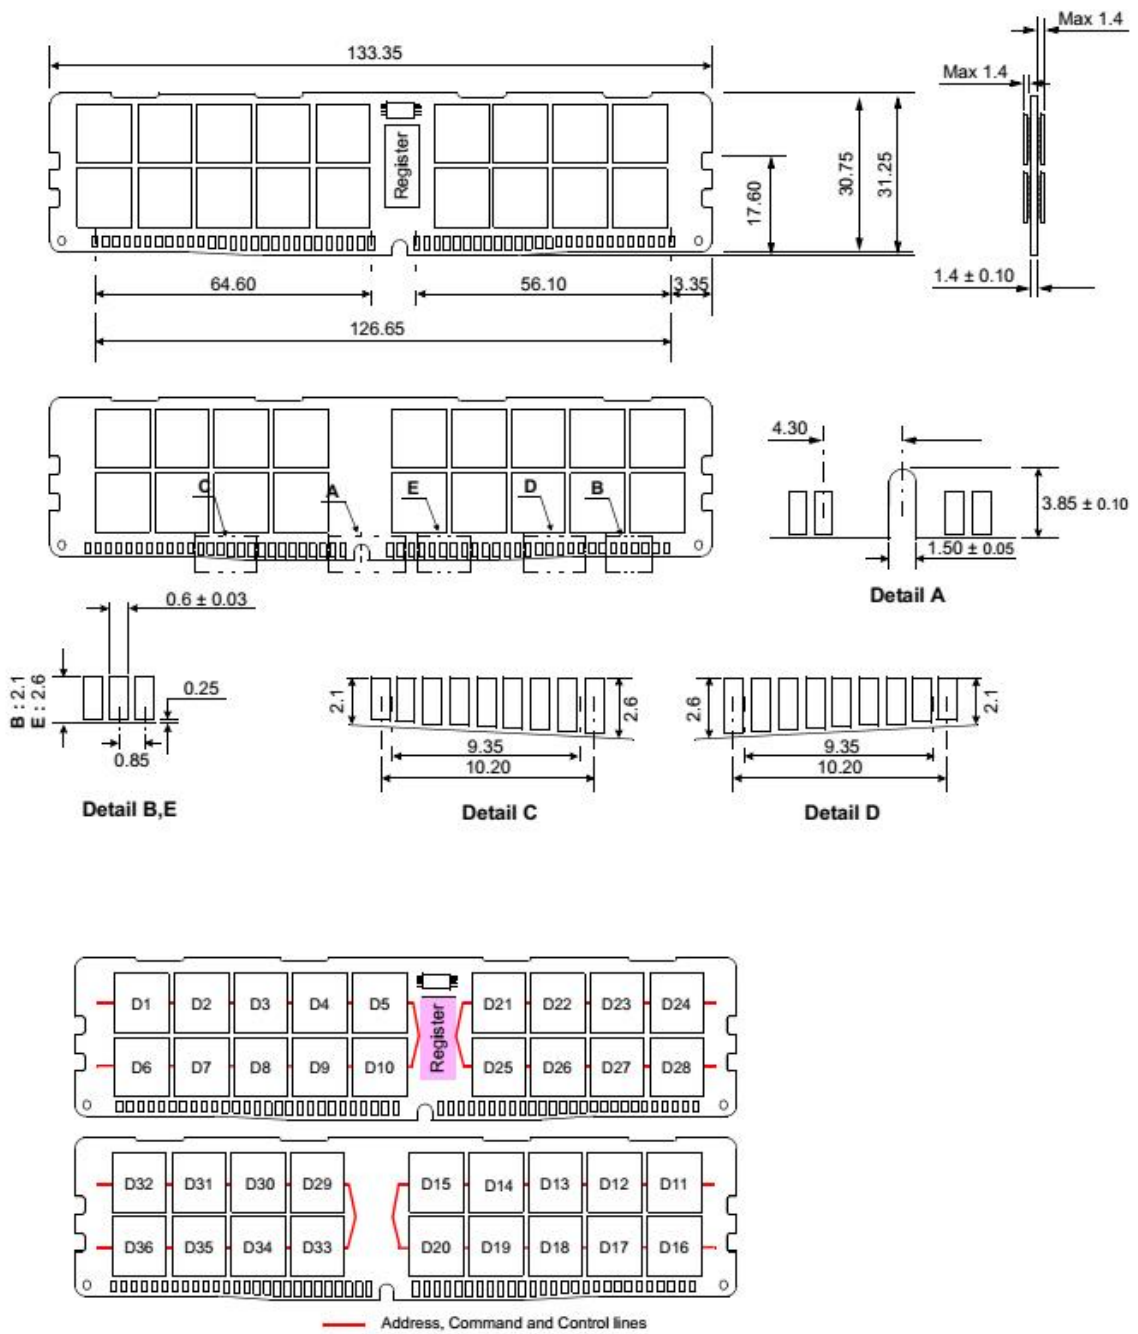 Max 1.4
133.35
Max 1.4
Register
17.60
30.75
31.25
64.60
56.10
3.35
1.4 ± 0.10
126.65
C
A
E
D
B
4.30
3.85 ± 0.10
1.50 ± 0.05
Detail A
0.6 ± 0.03
B : 2.1
E : 2.6
0.25
0.85
Detail B,E
2.1
2.6
9.35
10.20
Detail C
2.6
2.1
9.35
10.20
Detail D
D1 D2 D3 D4 D5 Register D21 D22 D23 D24
D6 D7 D8 D9 D10 D25 D26 D27 D28
D32 D31 D30 D29 D15 D14 D13 D12 D11
D36 D35 D34 D33 D20 D19 D18 D17 D16
Address, Command and Control lines